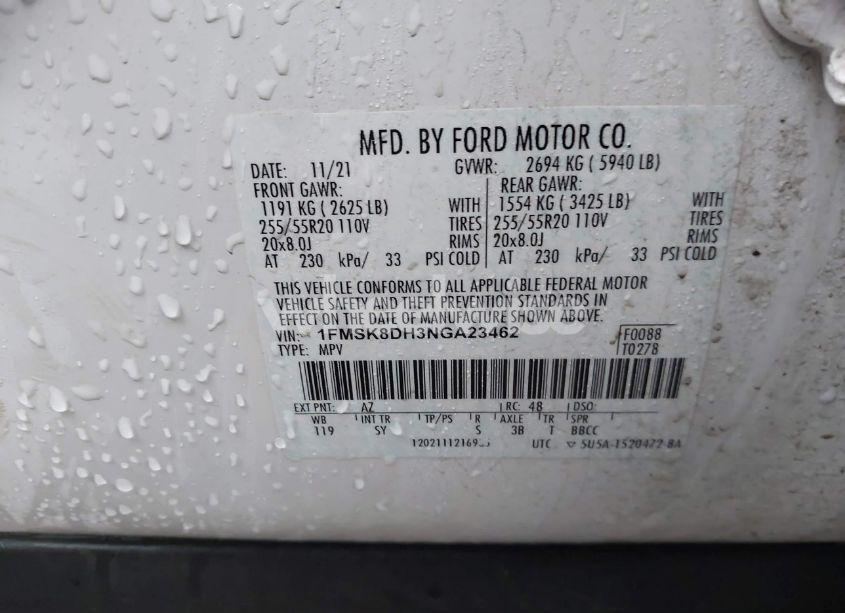 MFD. BY FORD MOTOR CO.
DATE: 11/21 GVWR: 2694 KG ( 5940 LB)
FRONT GAWR: REAR GAWR:
1191 KG ( 2625 LB) WITH 1554 KG ( 3425 LB) WITH
255/55R20 110V TIRES 255/55R20 110V TIRES
20x8.0J RIMS 20x8.0J RIMS
AT 230 kPa/ 33 PSI COLD AT 230 kPa/ 33 PSI COLD
THIS VEHICLE CONFORMS TO ALL APPLICABLE FEDERAL MOTOR
VEHICLE SAFETY AND THEFT PREVENTION STANDARDS IN
EFFECT ON THE DATE OF MANUFACTURE SHOWN ABOVE.
VIN: 1FMSK8DH3NGA23462 F0088
TYPE: MPV T0278
EXT PNT: AZ RC: 48 DSO:
WB INT TR TP/PS R AXLE TR SPR
119 SY S 3B T BBCC
UTC ▽ 5U5A-1520472-BA